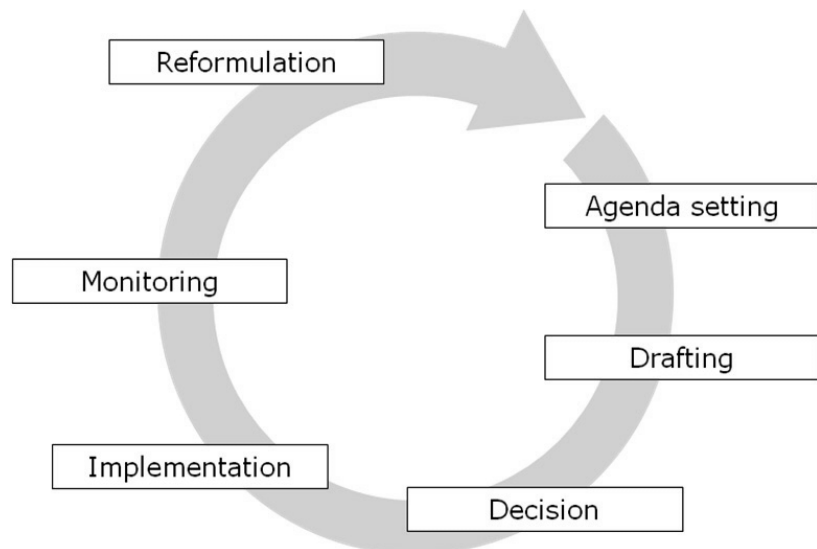 Reformulation
Agenda setting
Monitoring
Drafting
Implementation
Decision